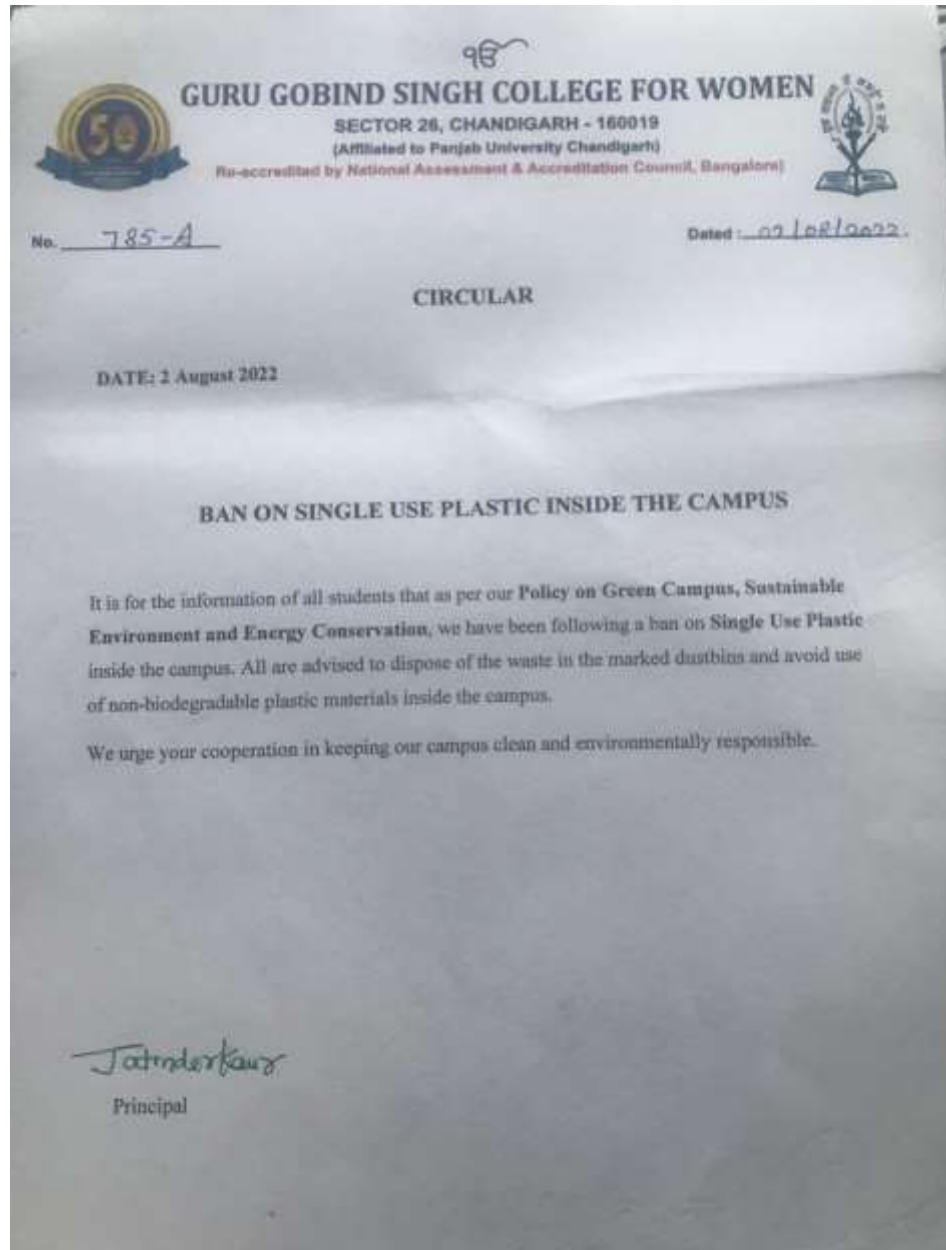 ੴ
GURU GOBIND SINGH COLLEGE FOR WOMEN
SECTOR 26, CHANDIGARH - 160019
(Affiliated to Panjab University Chandigarh)
Re-accredited by National Assessment & Accreditation Council, Bangalore)
50
No. 785-A
Dated : 02/08/2022.
CIRCULAR
DATE: 2 August 2022
BAN ON SINGLE USE PLASTIC INSIDE THE CAMPUS
It is for the information of all students that as per our Policy on Green Campus, Sustainable
Environment and Energy Conservation, we have been following a ban on Single Use Plastic
inside the campus. All are advised to dispose of the waste in the marked dustbins and avoid use
of non-biodegradable plastic materials inside the campus.
We urge your cooperation in keeping our campus clean and environmentally responsible.
Jatinder Kaur
Principal